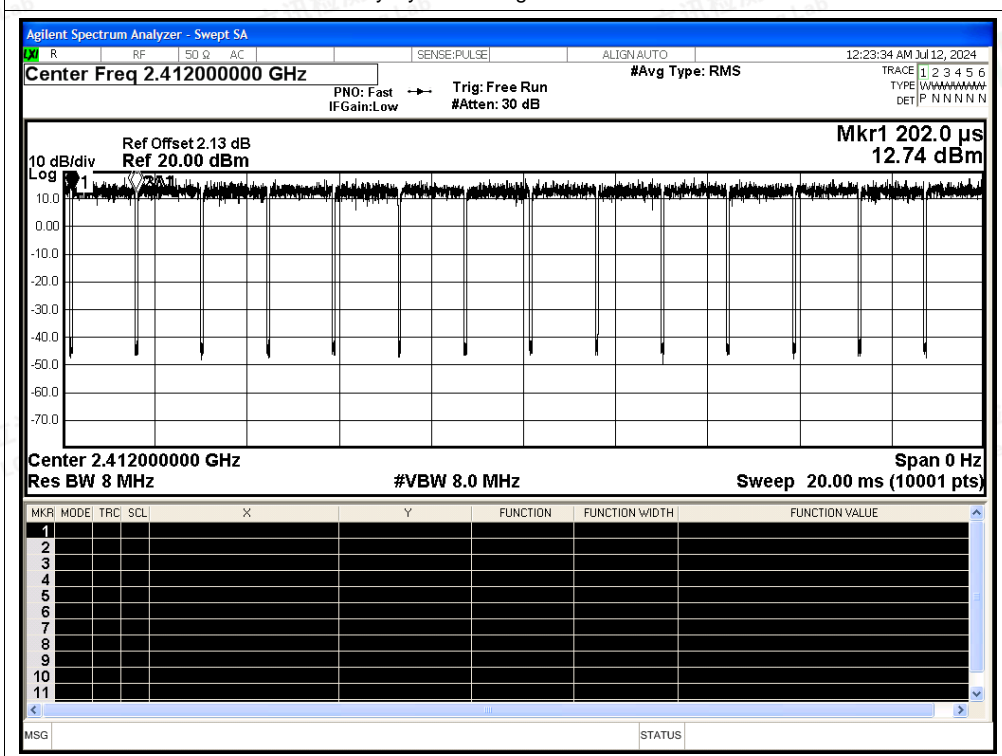 Agilent Spectrum Analyzer - Swept SA
LXI R RF 50 Ω AC SENSE:PULSE ALIGN AUTO 12:23:34 AM Jul 12, 2024
Center Freq 2.412000000 GHz
PNO: Fast
IFGain:Low
Trig: Free Run
#Atten: 30 dB
#Avg Type: RMS
TRACE 1 2 3 4 5 6
TYPE W
DET P N N N N N
Mkr1 202.0 µs
12.74 dBm
Ref Offset 2.13 dB
10 dB/div Ref 20.00 dBm
Log
1
10.0
0.00
-10.0
-20.0
-30.0
-40.0
-50.0
-60.0
-70.0
Center 2.412000000 GHz Span 0 Hz
Res BW 8 MHz #VBW 8.0 MHz Sweep 20.00 ms (10001 pts)
MKR MODE TRC SCL X Y FUNCTION FUNCTION WIDTH FUNCTION VALUE
1
2
3
4
5
6
7
8
9
10
11
MSG STATUS